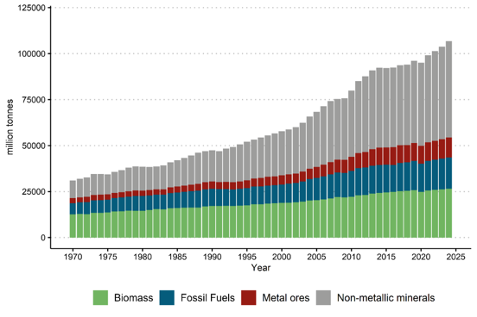 125000
100000
75000
50000
25000
0
million tonnes
1970 1975 1980 1985 1990 1995 2000 2005 2010 2015 2020 2025
Year
Biomass Fossil Fuels Metal ores Non-metallic minerals